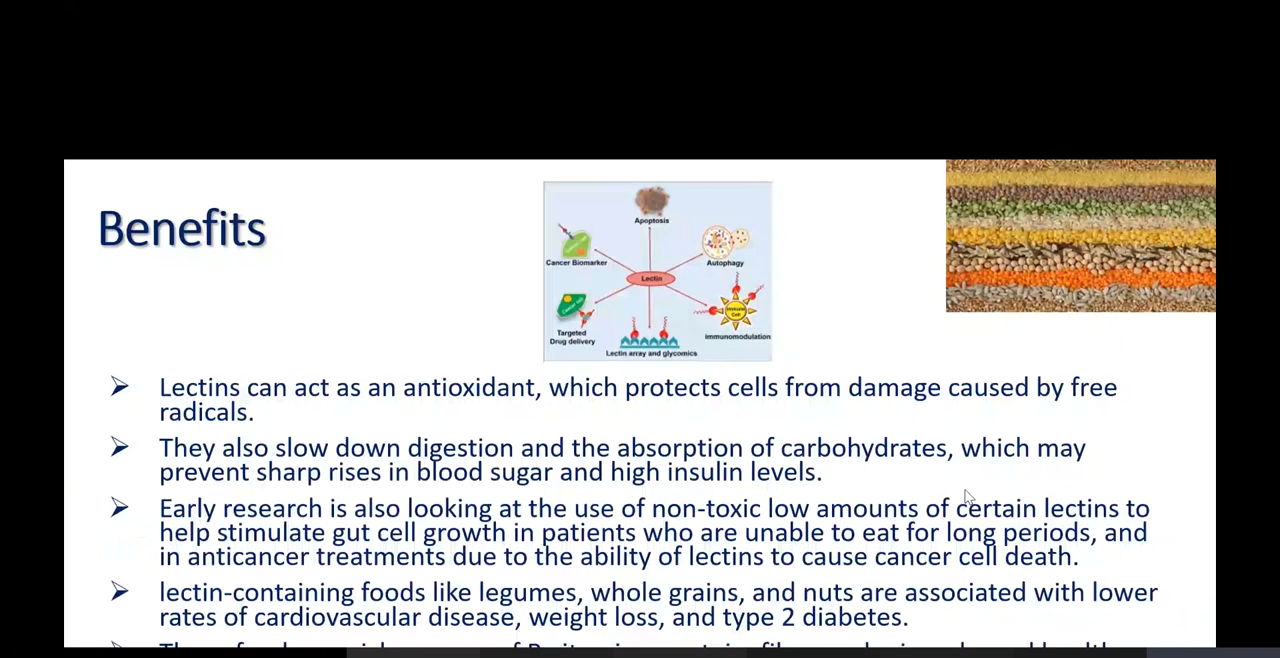 Benefits
Apoptosis
Cancer Biomarker
Autophagy
Lectin
Immune
Cell
Targeted
Drug delivery
immunomodulation
Lectin array and glycomics
Lectins can act as an antioxidant, which protects cells from damage caused by free
radicals.
They also slow down digestion and the absorption of carbohydrates, which may
prevent sharp rises in blood sugar and high insulin levels.
Early research is also looking at the use of non-toxic low amounts of certain lectins to
help stimulate gut cell growth in patients who are unable to eat for long periods, and
in anticancer treatments due to the ability of lectins to cause cancer cell death.
lectin-containing foods like legumes, whole grains, and nuts are associated with lower
rates of cardiovascular disease, weight loss, and type 2 diabetes.